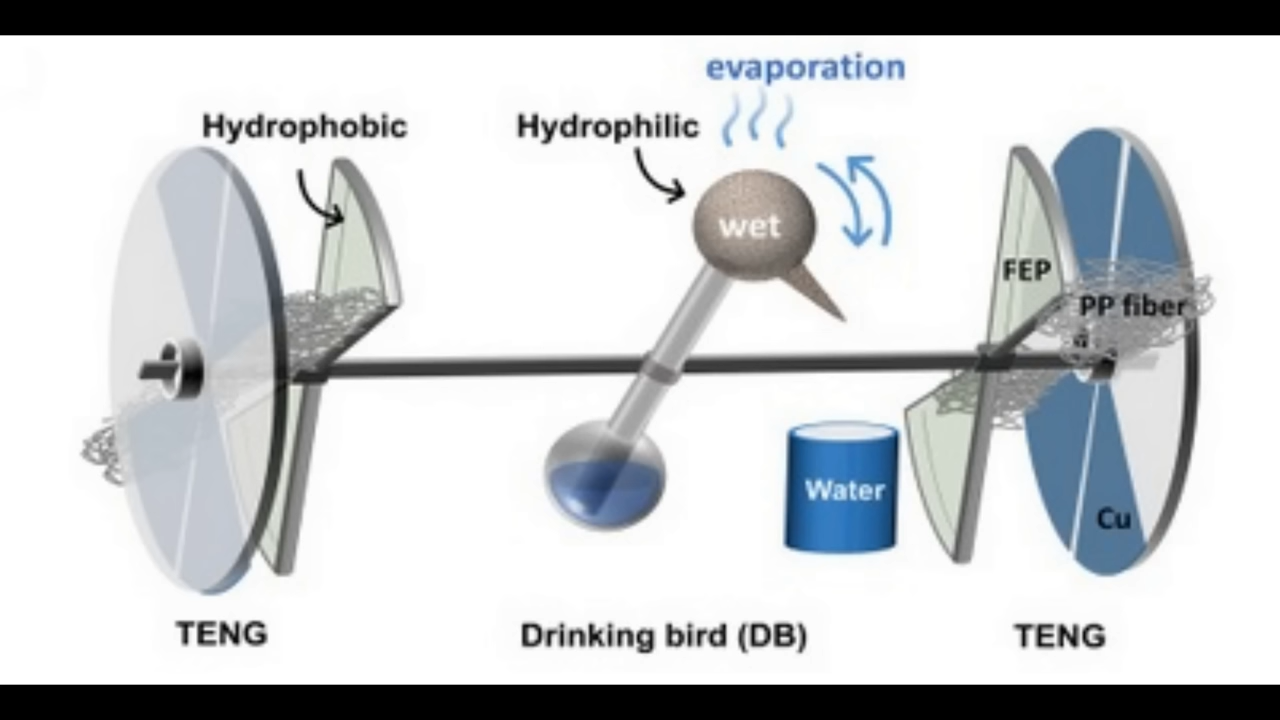 evaporation
Hydrophobic
Hydrophilic
wet
FEP
PP fiber
Water
Cu
TENG
Drinking bird (DB)
TENG